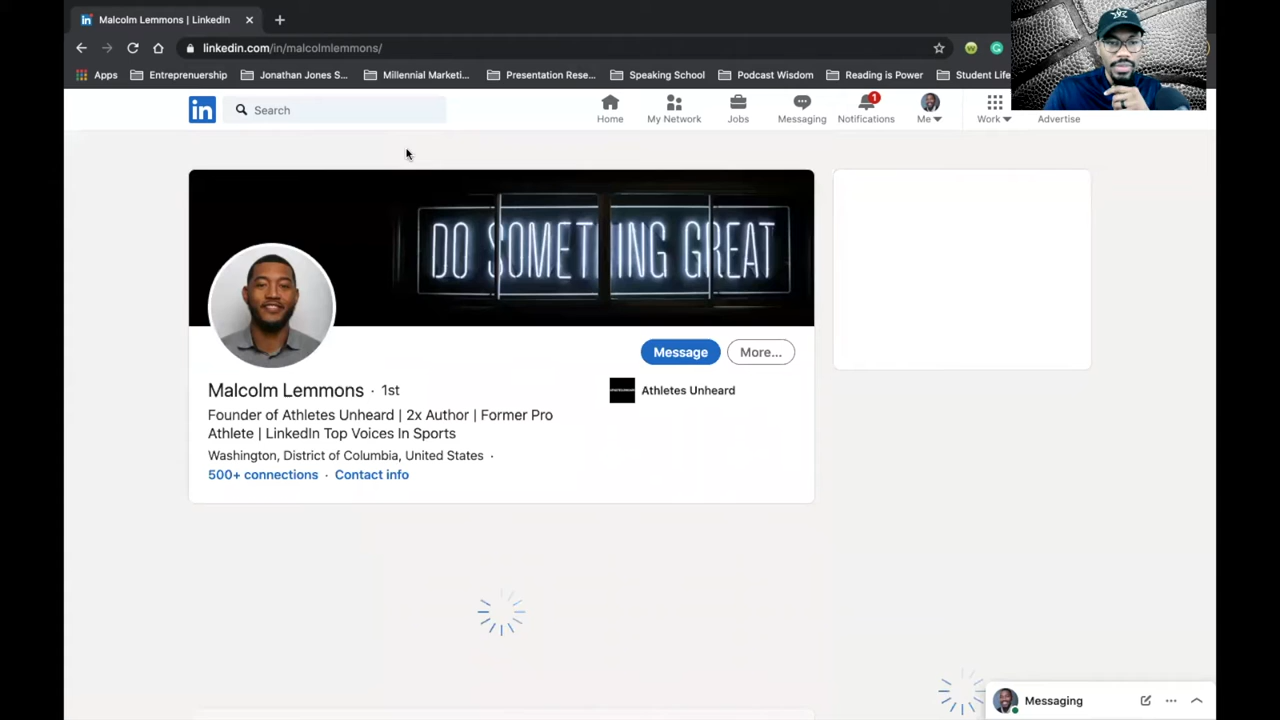 Malcolm Lemmons | LinkedIn
linkedin.com/in/malcolmlemmons/
Apps Entreprenuership Jonathan Jones S... Millennial Marketi... Presentation Rese... Speaking School Podcast Wisdom Reading is Power Student Life
in Search
Home My Network Jobs Messaging Notifications Me Work Advertise
1
DO SOMETHING GREAT
Message More...
Malcolm Lemmons · 1st
Athletes Unheard
Founder of Athletes Unheard | 2x Author | Former Pro
Athlete | LinkedIn Top Voices In Sports
Washington, District of Columbia, United States ·
500+ connections · Contact info
Messaging